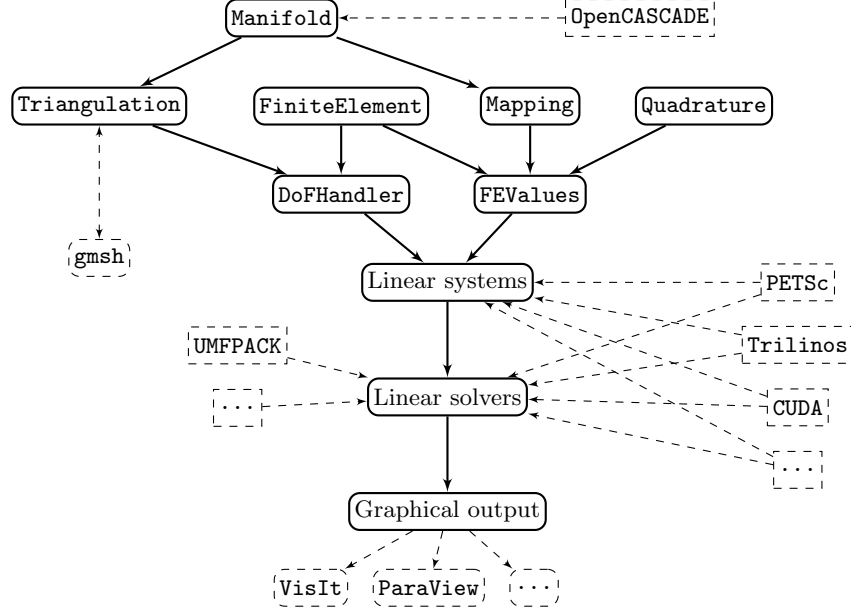 Manifold
OpenCASCADE
Triangulation
FiniteElement
Mapping
Quadrature
DoFHandler
FEValues
gmsh
Linear systems
PETSc
UMFPACK
Trilinos
...
Linear solvers
CUDA
...
Graphical output
VisIt
ParaView
...